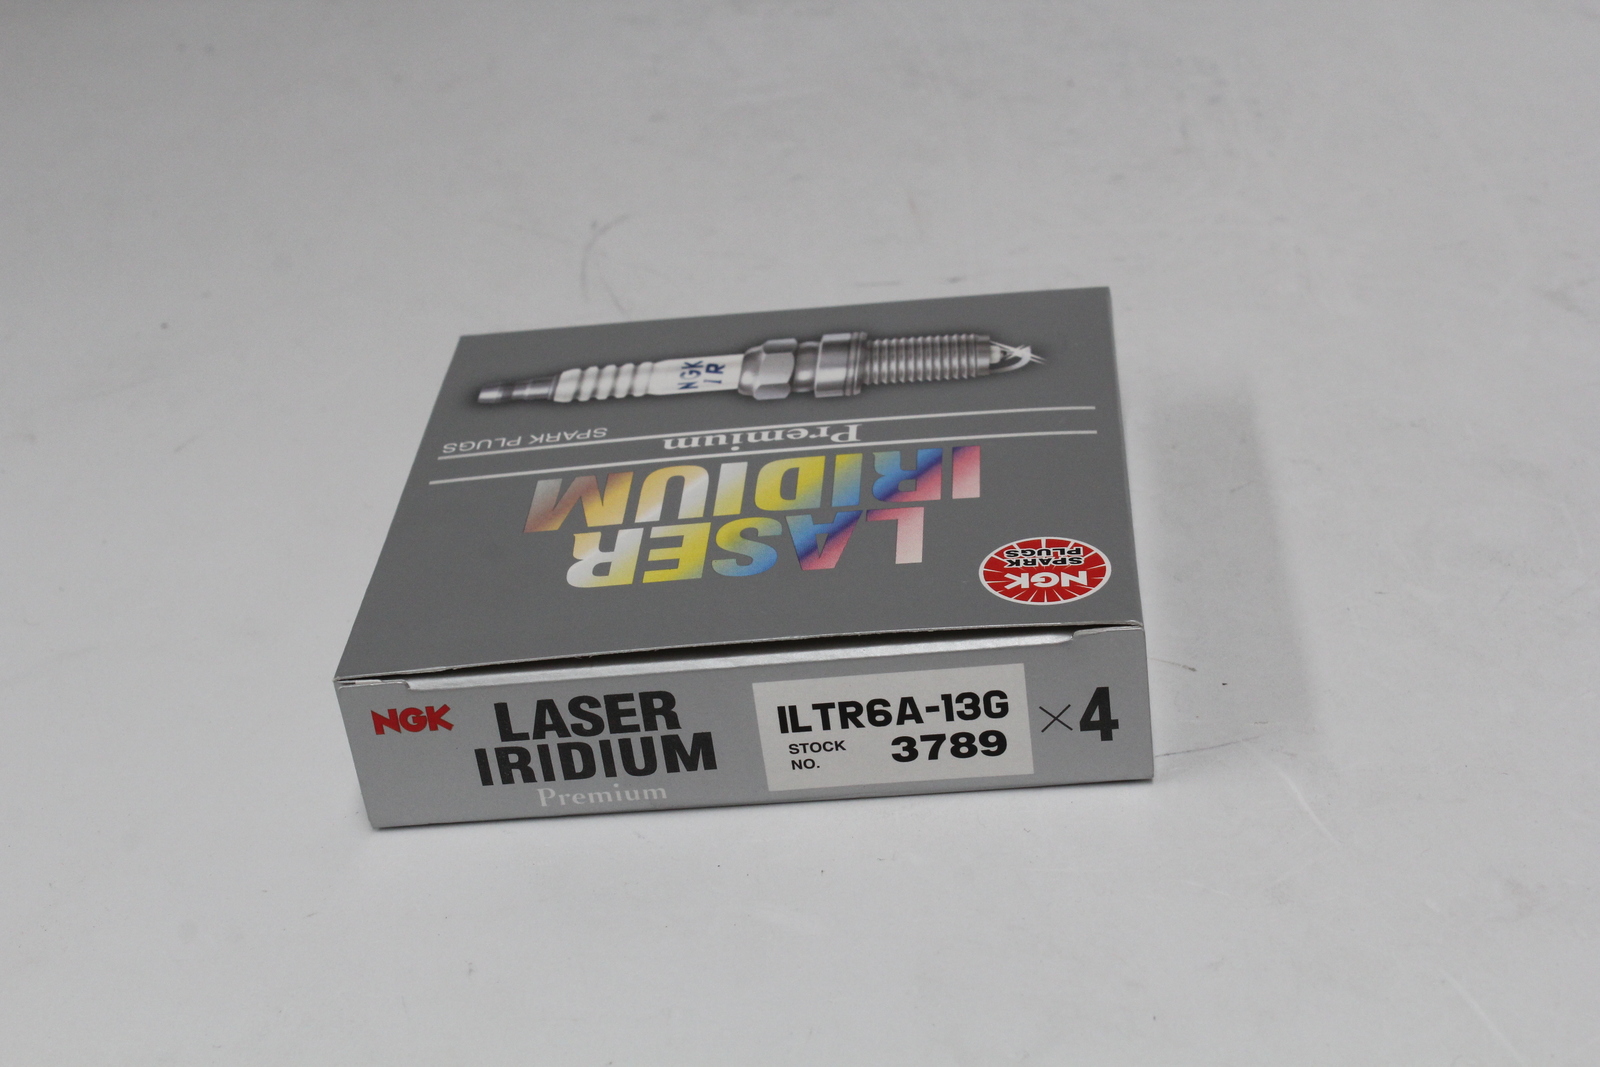 NGK
IR
SPARK PLUGS
Premium
LASER
IRIDIUM
NGK
SPARK
PLUGS
NGK
LASER
IRIDIUM
Premium
ILTR6A-13G
STOCK
NO.
3789
×4